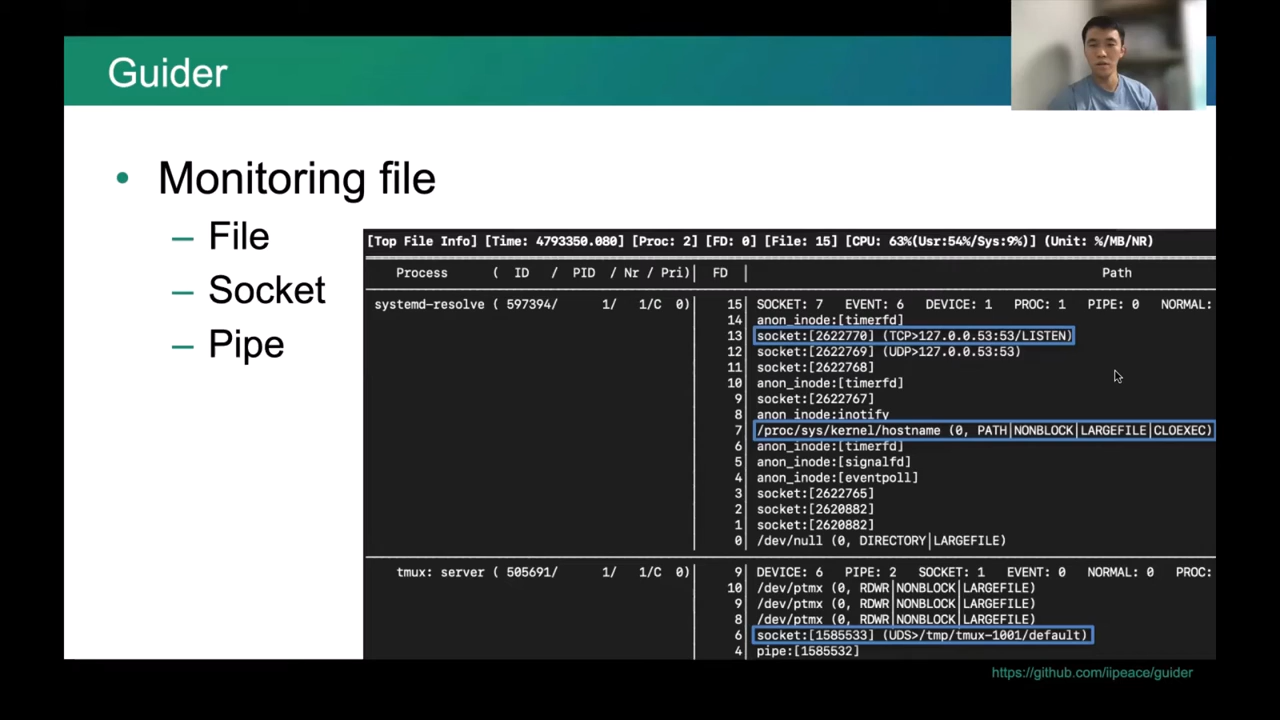 Guider
• Monitoring file
– File
– Socket
– Pipe
[Top File Info] [Time: 4793350.080] [Proc: 2] [FD: 0] [File: 15] [CPU: 63%(Usr:54%/Sys:9%)] (Unit: %/MB/NR)
Process ( ID / PID / Nr / Pri)| FD | Path
systemd-resolve ( 597394/ 1/ 1/C 0)| 15| SOCKET: 7 EVENT: 6 DEVICE: 1 PROC: 1 PIPE: 0 NORMAL:
| 14| anon_inode:[timerfd]
| 13| socket:[2622770] (TCP>127.0.0.53:53/LISTEN)
| 12| socket:[2622769] (UDP>127.0.0.53:53)
| 11| socket:[2622768]
| 10| anon_inode:[timerfd]
| 9| socket:[2622767]
| 8| anon_inode:inotify
| 7| /proc/sys/kernel/hostname (0, PATH|NONBLOCK|LARGEFILE|CLOEXEC)
| 6| anon_inode:[timerfd]
| 5| anon_inode:[signalfd]
| 4| anon_inode:[eventpoll]
| 3| socket:[2622765]
| 2| socket:[2620882]
| 1| socket:[2620882]
| 0| /dev/null (0, DIRECTORY|LARGEFILE)
tmux: server ( 505691/ 1/ 1/C 0)| 9| DEVICE: 6 PIPE: 2 SOCKET: 1 EVENT: 0 NORMAL: 0 PROC:
| 10| /dev/ptmx (0, RDWR|NONBLOCK|LARGEFILE)
| 9| /dev/ptmx (0, RDWR|NONBLOCK|LARGEFILE)
| 8| /dev/ptmx (0, RDWR|NONBLOCK|LARGEFILE)
| 6| socket:[1585533] (UDS>/tmp/tmux-1001/default)
| 4| pipe:[1585532]
https://github.com/iipeace/guider